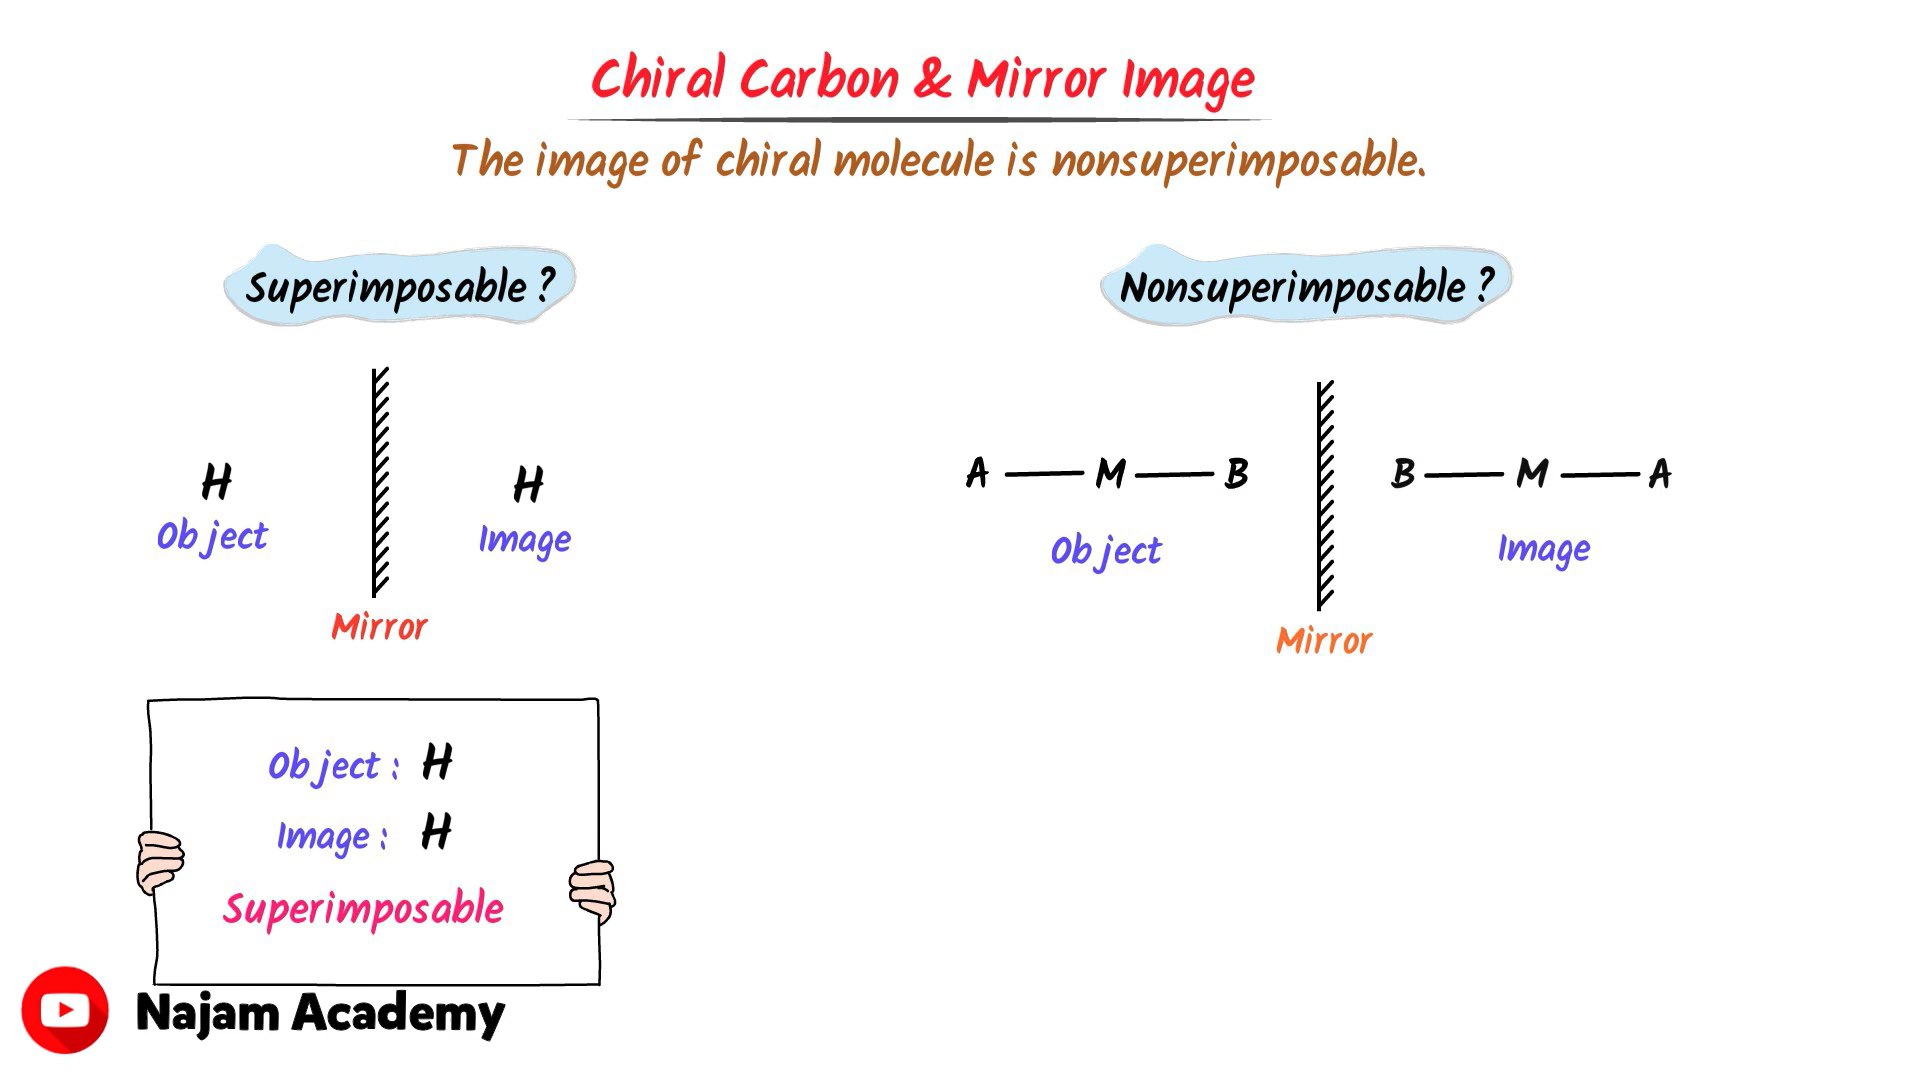 Chiral Carbon & Mirror Image
The image of chiral molecule is nonsuperimposable.
Superimposable ?
H
Object
H
Image
Mirror
Object : H
Image : H
Superimposable
Nonsuperimposable ?
A — M — B
Object
B — M — A
Image
Mirror
Najam Academy